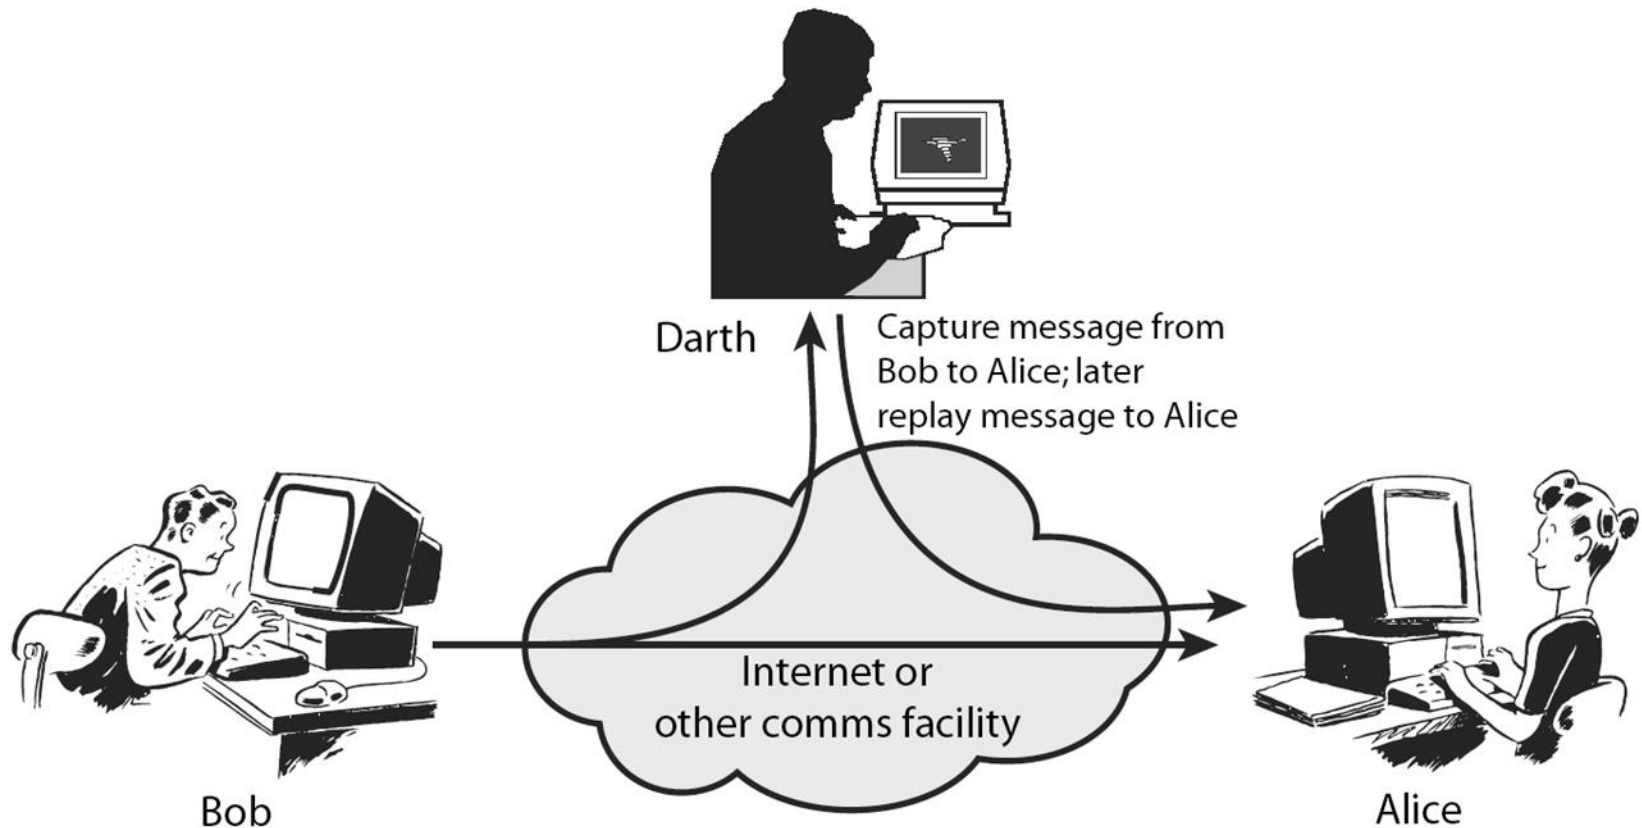 Darth
Capture message from
Bob to Alice; later
replay message to Alice
Internet or
other comms facility
Bob
Alice